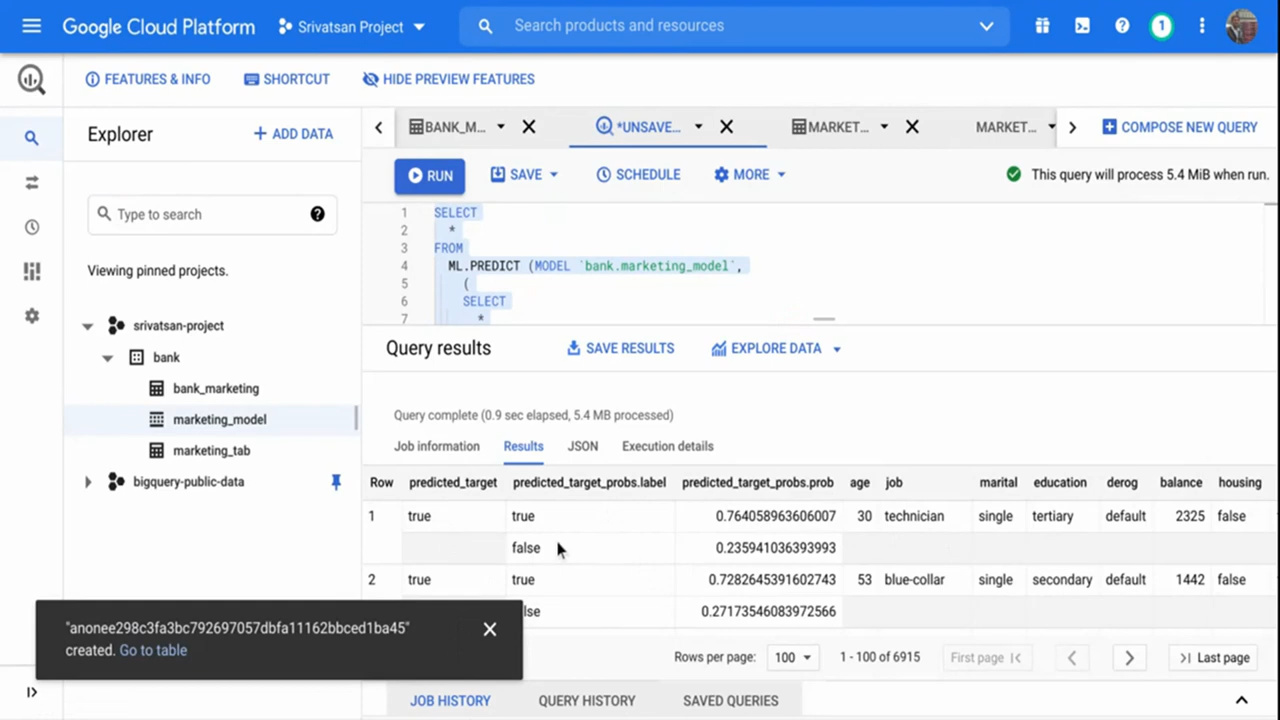 Google Cloud Platform
Srivatsan Project
Search products and resources
1
FEATURES & INFO
SHORTCUT
HIDE PREVIEW FEATURES
Explorer
+ ADD DATA
BANK_M...
*UNSAVE...
MARKET...
MARKET...
COMPOSE NEW QUERY
RUN
SAVE
SCHEDULE
MORE
This query will process 5.4 MiB when run.
Type to search
Viewing pinned projects.
srivatsan-project
bank
bank_marketing
marketing_model
marketing_tab
bigquery-public-data
1 SELECT
2 *
3 FROM
4 ML.PREDICT (MODEL `bank.marketing_model`,
5 (
6 SELECT
7 *
Query results
SAVE RESULTS
EXPLORE DATA
Query complete (0.9 sec elapsed, 5.4 MB processed)
Job information
Results
JSON
Execution details
Row predicted_target predicted_target_probs.label predicted_target_probs.prob age job marital education derog balance housing
1 true true 0.764058963606007 30 technician single tertiary default 2325 false
false 0.235941036393993
2 true true 0.7282645391602743 53 blue-collar single secondary default 1442 false
lse 0.27173546083972566
"anonee298c3fa3bc792697057dbfa11162bbced1ba45"
created. Go to table
Rows per page: 100 1 - 100 of 6915 First page Last page
JOB HISTORY
QUERY HISTORY
SAVED QUERIES